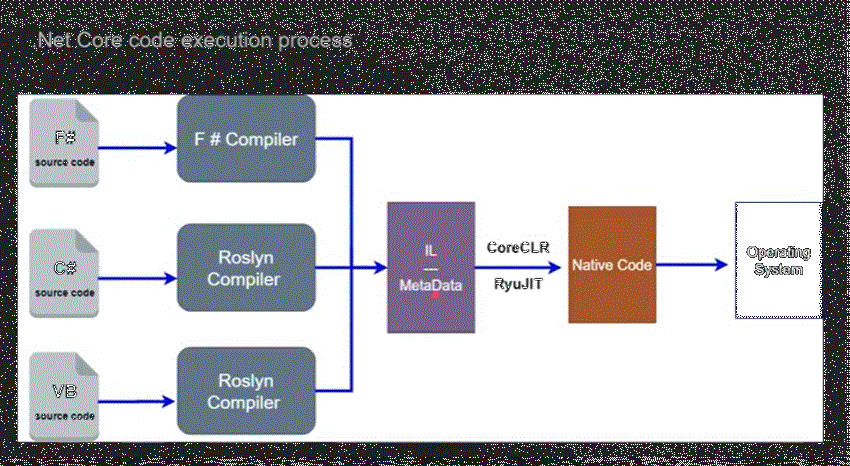 Net Core code execution process
F#
source code
F # Compiler
C#
source code
Roslyn
Compiler
VB
source code
Roslyn
Compiler
IL
—
MetaData
CoreCLR
RyuJIT
Native Code
Operating
System